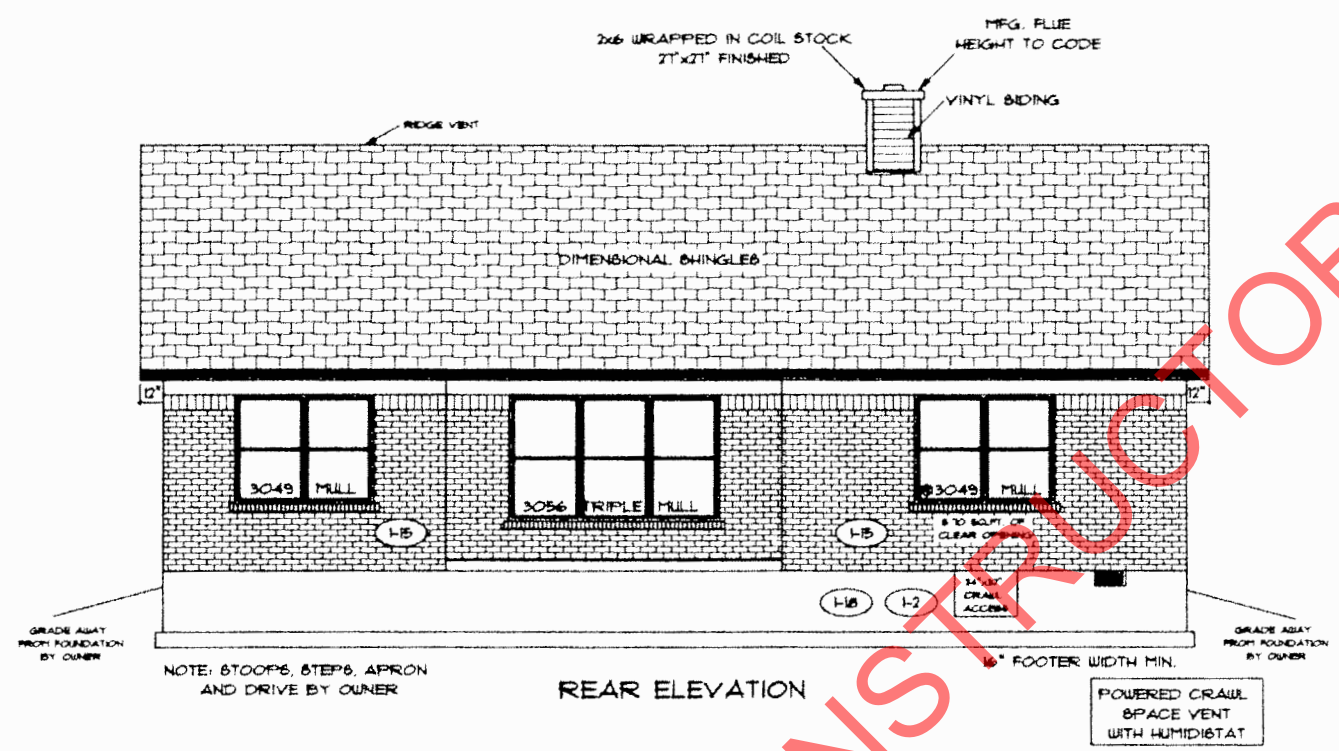 2x6 WRAPPED IN COIL STOCK
27"x27" FINISHED
MFG. FLUE
HEIGHT TO CODE
VINYL SIDING
RIDGE VENT
DIMENSIONAL SHINGLES
12"
12"
3049 MULL
3056 TRIPLE MULL
3049 MULL
1-15
1-15
CLEAR OPENING
1-18
1-2
CRAWL
ACCESS
GRADE AWAY
FROM FOUNDATION
BY OWNER
GRADE AWAY
FROM FOUNDATION
BY OWNER
NOTE: STOOPS, STEPS, APRON
AND DRIVE BY OWNER
REAR ELEVATION
16" FOOTER WIDTH MIN.
POWERED CRAWL
SPACE VENT
WITH HUMIDISTAT
INSTRUCTOR